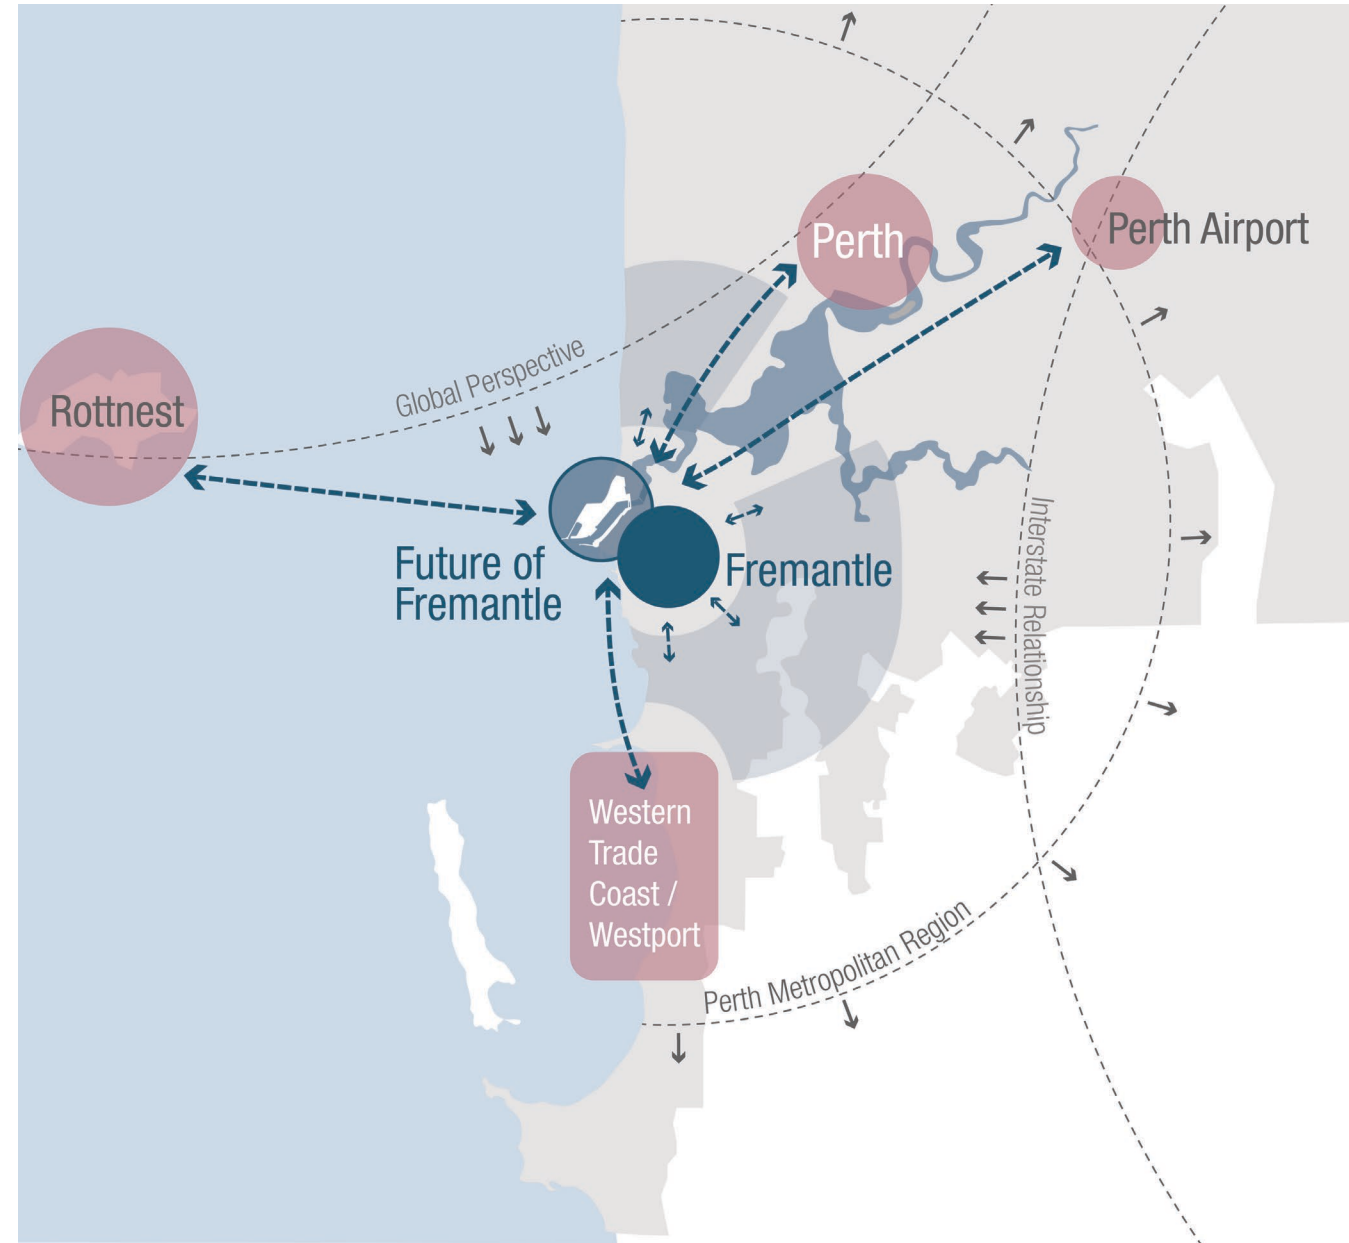 Perth
Perth Airport
Global Perspective
Rottnest
Future of
Fremantle
Fremantle
Interstate Relationship
Western
Trade
Coast /
Westport
Perth Metropolitan Region